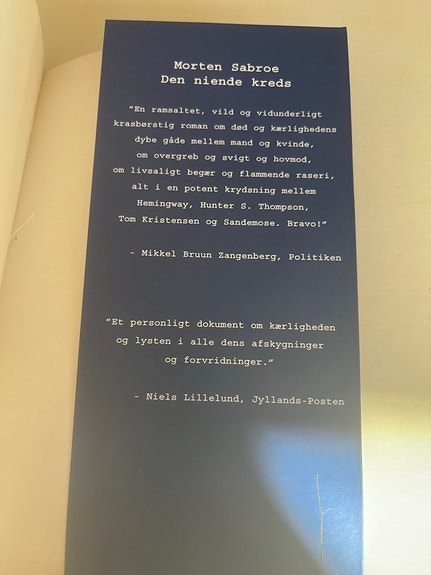 Morten Sabroe
Den niende kreds
“En ramsaltet, vild og vidunderligt
krasbørstig roman om død og kærlighedens
dybe gåde mellem mand og kvinde,
om overgreb og svigt og hovmod,
om livsaligt begær og flammende raseri,
alt i en potent krydsning mellem
Hemingway, Hunter S. Thompson,
Tom Kristensen og Sandemose. Bravo!”
- Mikkel Bruun Zangenberg, Politiken
“Et personligt dokument om kærligheden
og lysten i alle dens afskygninger
og forvridninger.”
- Niels Lillelund, Jyllands-Posten